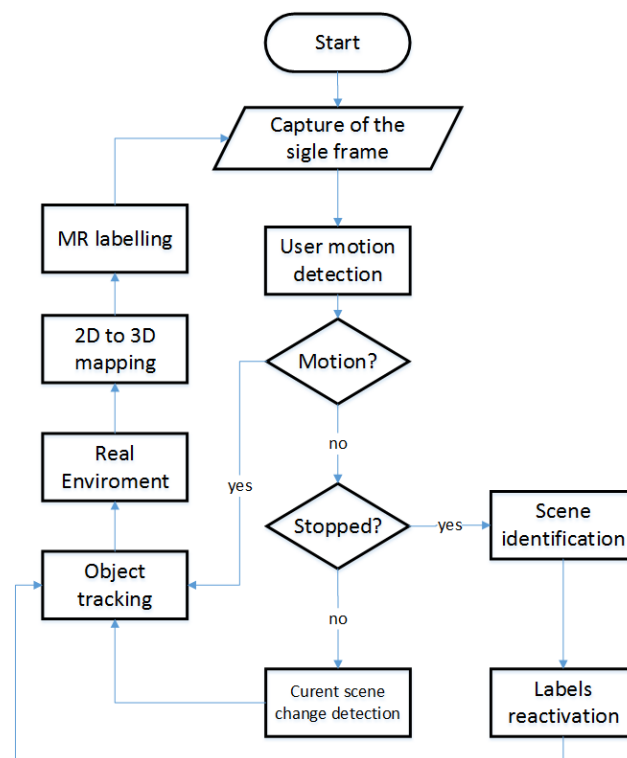 Start
Capture of the
sigle frame
MR labelling
User motion
detection
2D to 3D
mapping
Motion?
no
Real
Enviroment
yes
Stopped?
yes
Scene
identification
Object
tracking
no
Curent scene
change detection
Labels
reactivation